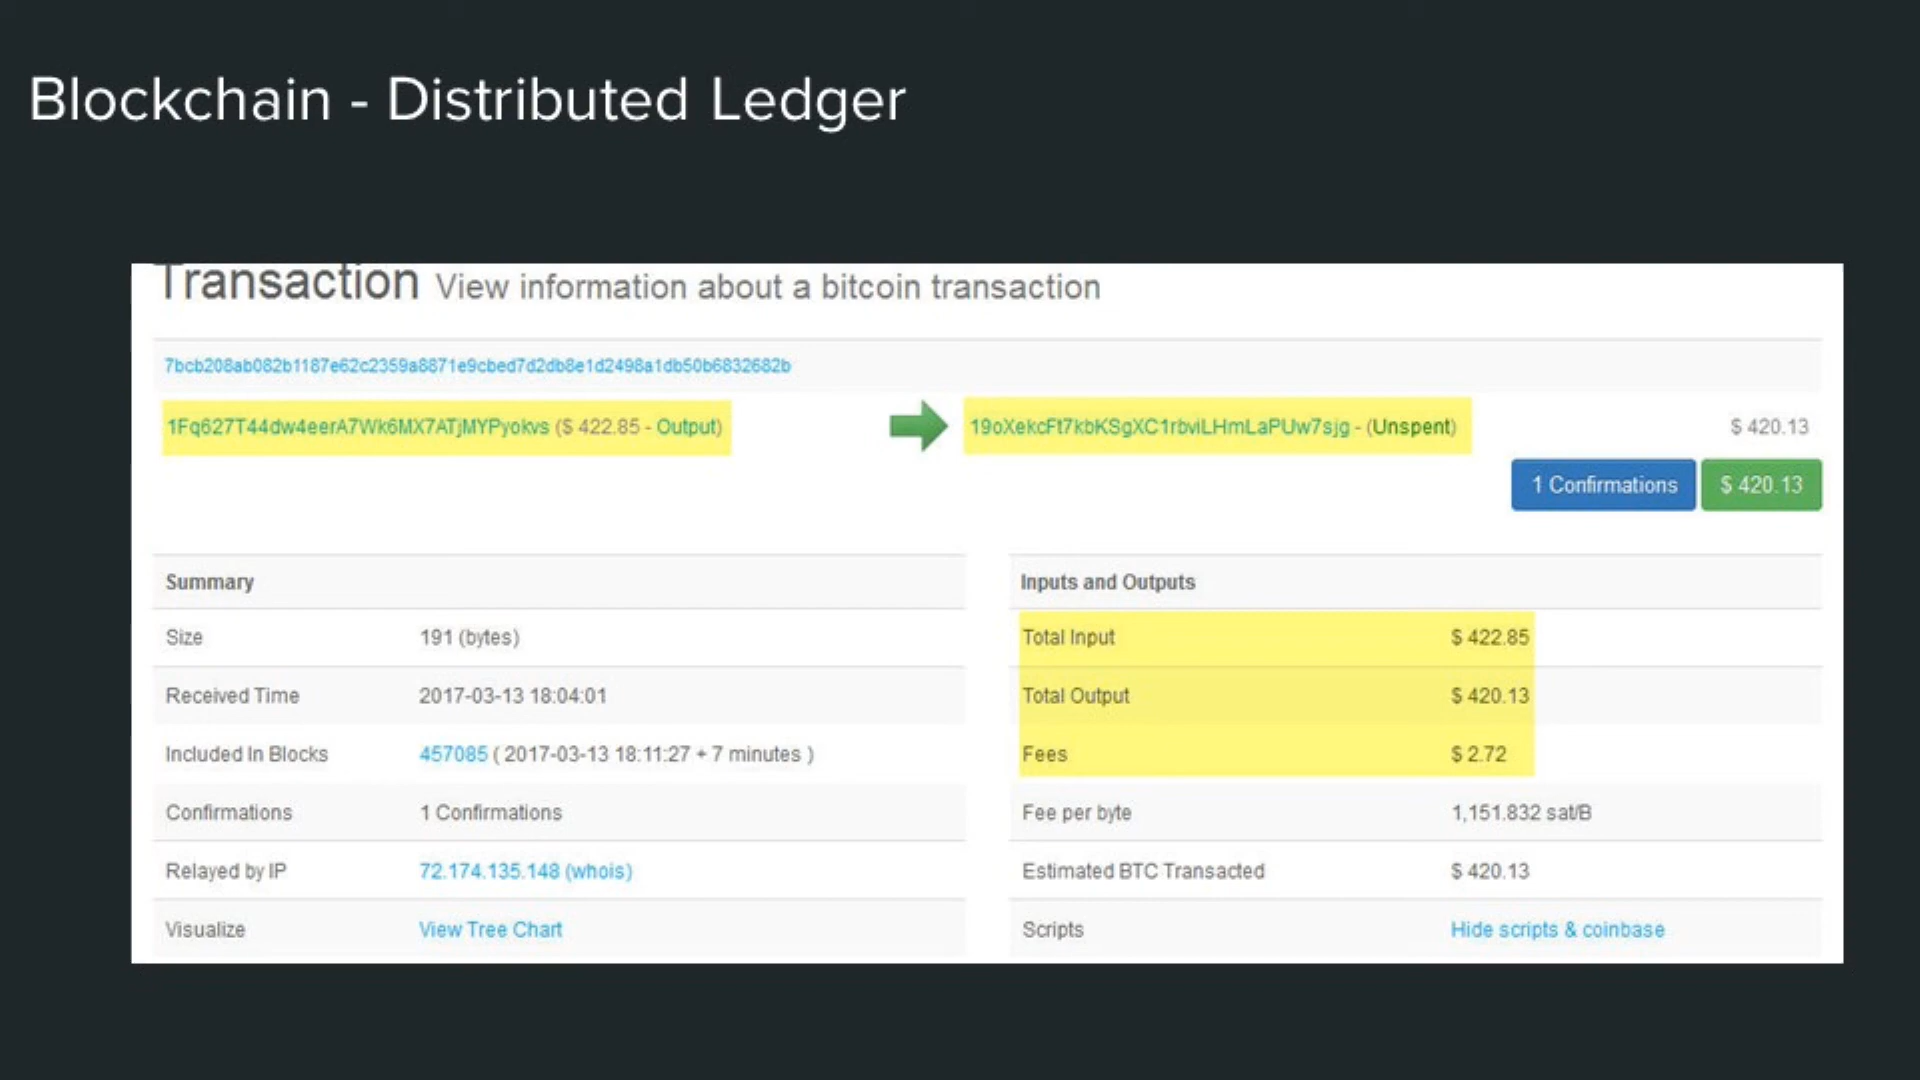 Blockchain - Distributed Ledger
Transaction View information about a bitcoin transaction
7bcb208ab082b1187e62c2359a8871e9cbed7d2db8e1d2498a1db50b6832682b
1Fq627T44dw4eerA7Wk6MX7ATjMYPyokvs ($ 422.85 - Output) 19oXekcFt7kbKSgXC1rbviLHmLaPUw7sjg - (Unspent) $ 420.13
1 Confirmations $ 420.13
Summary
Size 191 (bytes)
Received Time 2017-03-13 18:04:01
Included In Blocks 457085 ( 2017-03-13 18:11:27 + 7 minutes )
Confirmations 1 Confirmations
Relayed by IP 72.174.135.148 (whois)
Visualize View Tree Chart
Inputs and Outputs
Total Input $ 422.85
Total Output $ 420.13
Fees $ 2.72
Fee per byte 1,151.832 sat/B
Estimated BTC Transacted $ 420.13
Scripts Hide scripts & coinbase